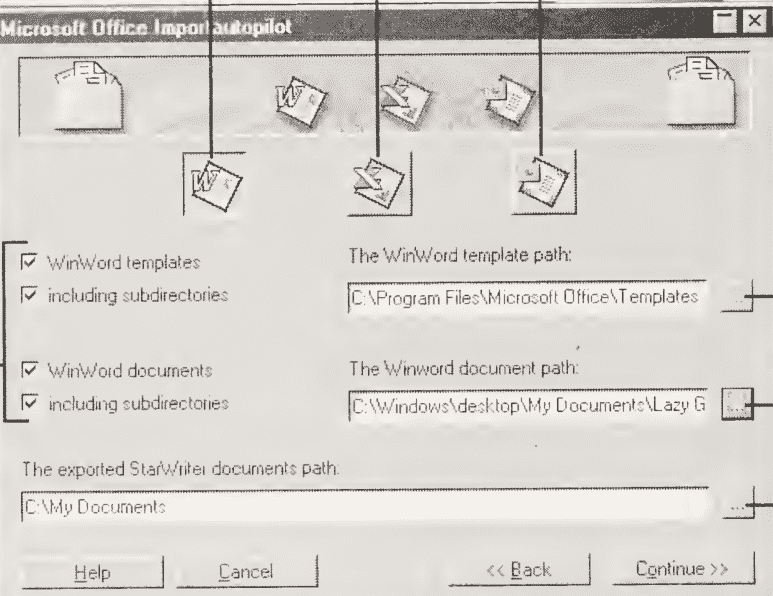 Microsoft Office Import autopilot
WinWord templates
including subdirectories
The WinWord template path:
C:\Program Files\Microsoft Office\Templates
...
WinWord documents
including subdirectories
The Winword document path:
C:\Windows\desktop\My Documents\Lazy G
...
The exported StarWriter documents path:
C:\My Documents
...
Help
Cancel
<< Back
Continue >>